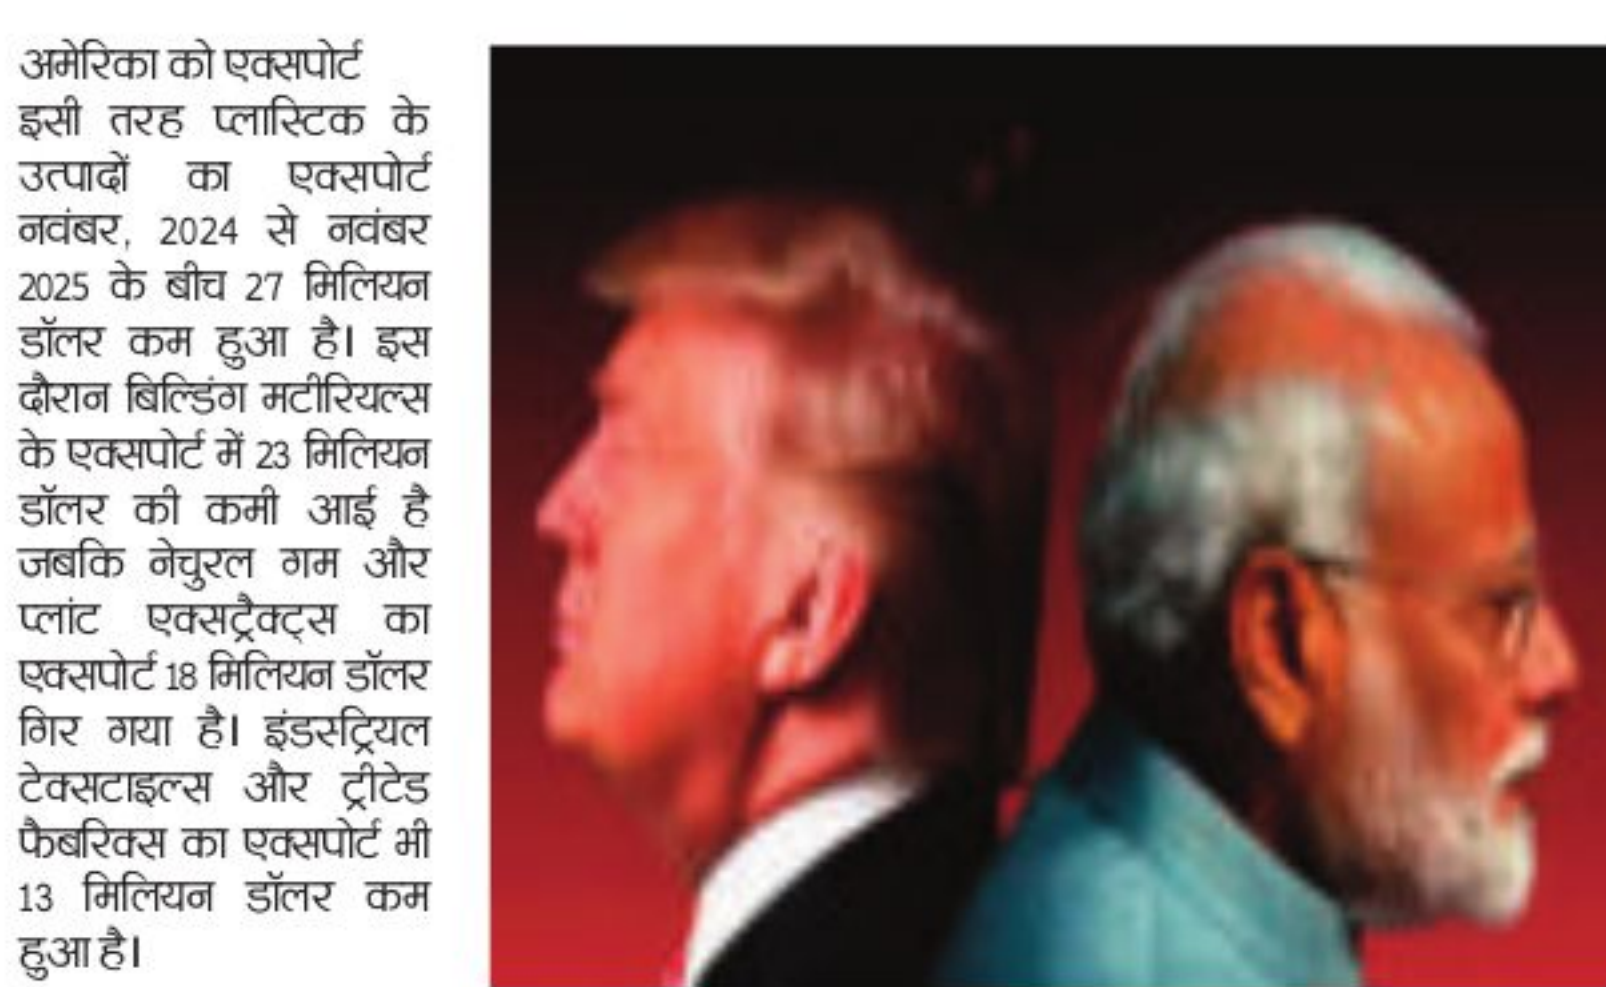 अमेरिका को एक्सपोर्ट
इसी तरह प्लास्टिक के
उत्पादों का एक्सपोर्ट
नवंबर, 2024 से नवंबर
2025 के बीच 27 मिलियन
डॉलर कम हुआ है। इस
दौरान बिल्डिंग मटीरियल्स
के एक्सपोर्ट में 23 मिलियन
डॉलर की कमी आई है
जबकि नेचुरल गम और
प्लांट एक्सट्रैक्ट्स का
एक्सपोर्ट 18 मिलियन डॉलर
गिर गया है। इंडस्ट्रियल
टेक्सटाइल्स और ट्रीटेड
फैबरिक्स का एक्सपोर्ट भी
13 मिलियन डॉलर कम
हुआ है।